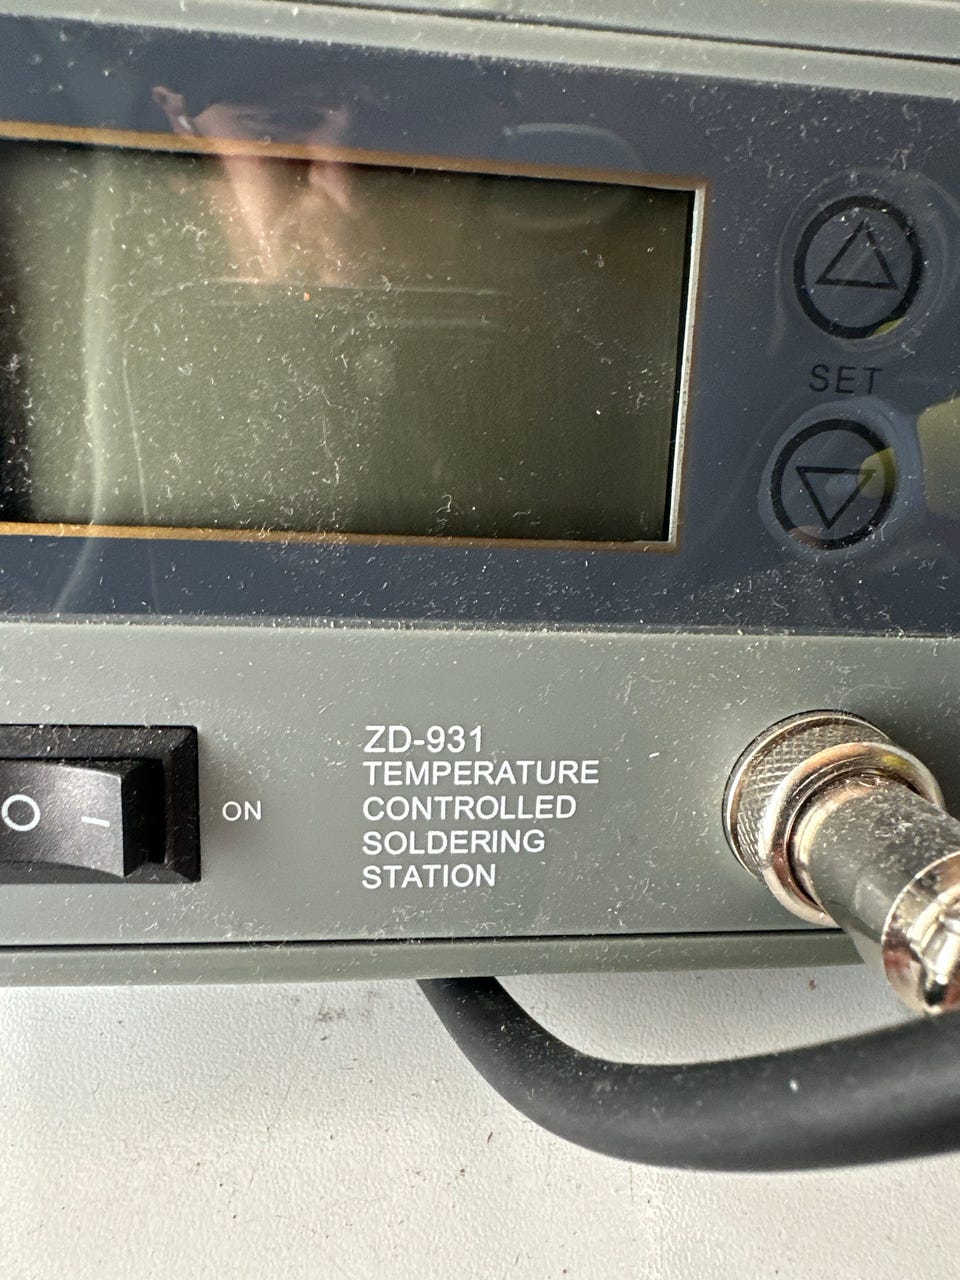 SET
O -
ON
ZD-931
TEMPERATURE
CONTROLLED
SOLDERING
STATION